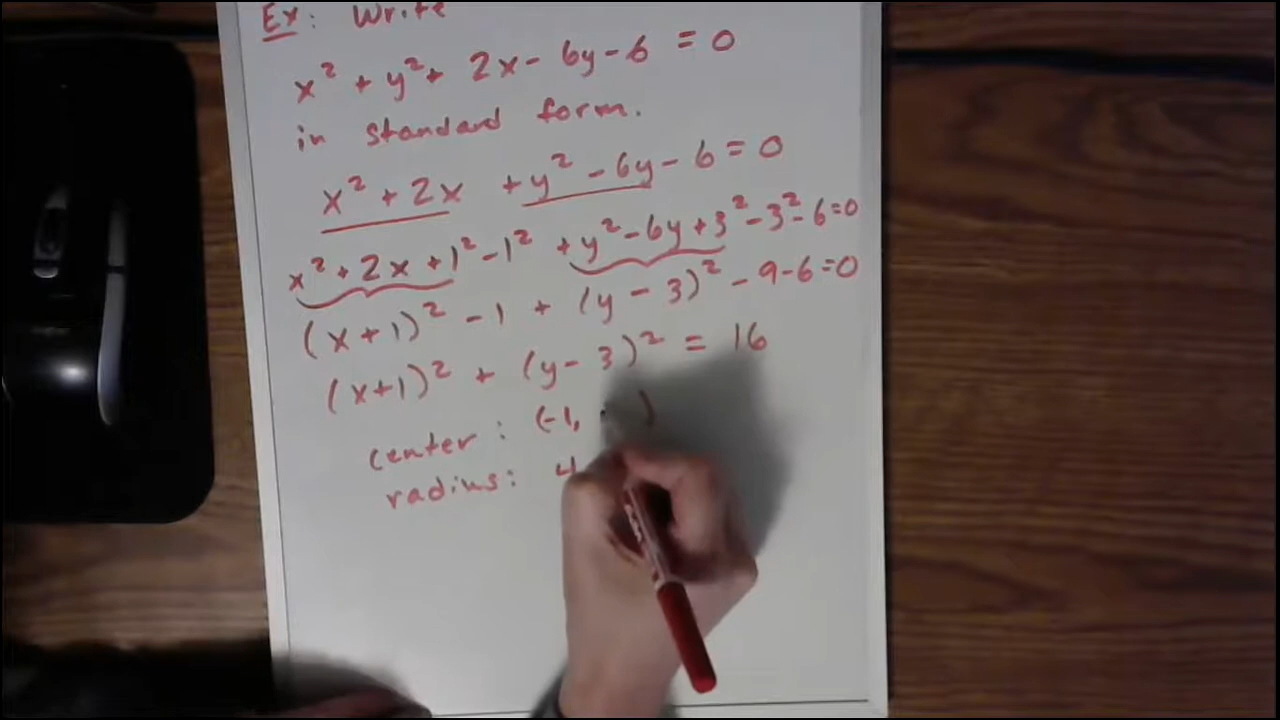 Ex: Write
x² + y² + 2x - 6y - 6 = 0
in standard form.
x² + 2x + y² - 6y - 6 = 0
x² + 2x + 1² - 1² + y² - 6y + 3² - 3² - 6 = 0
(x+1)² - 1 + (y - 3)² - 9 - 6 = 0
(x+1)² + (y - 3)² = 16
center: (-1, )
radius: 4